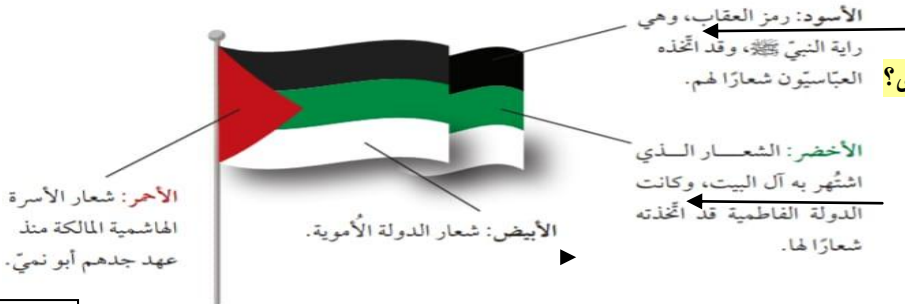 الأسود: رمز العقاب، وهي
راية النبيّ ﷺ، وقد اتّخذه
العبّاسيّون شعارًا لهم.
الأخضر: الشعـــار الـــذي
اشتُهر به آل البيت، وكانت
الدولة الفاطمية قد اتّخذته
شعارًا لها.
الأبيض: شعار الدولة الأُموية.
الأحمر: شعار الأسرة
الهاشمية المالكة منذ
عهد جدهم أبو نميّ.